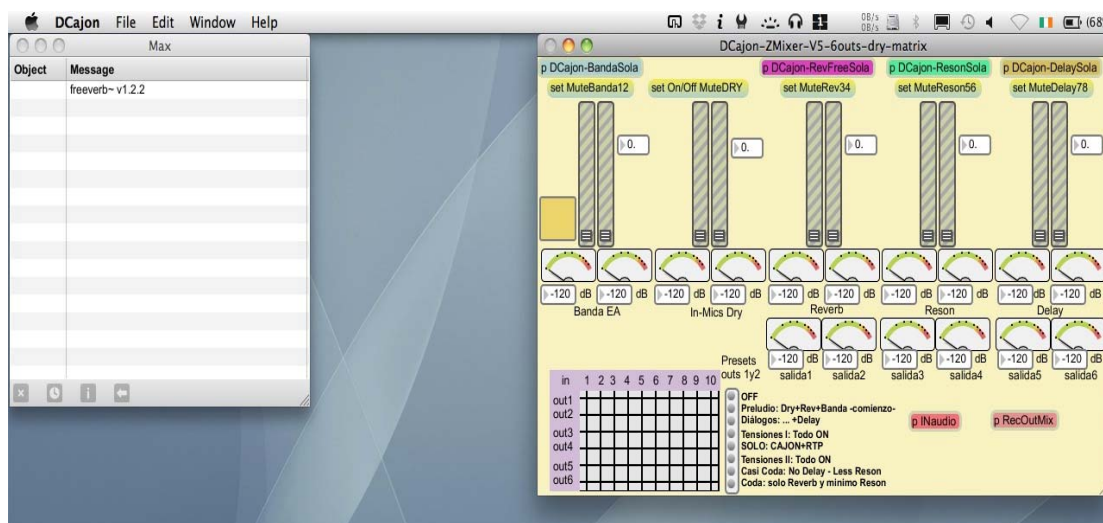 DCajon File Edit Window Help
0B/s
0B/s
(68
Max
Object Message
freeverb~ v1.2.2
DCajon-ZMixer-V5-6outs-dry-matrix
p DCajon-BandaSola p DCajon-RevFreeSola p DCajon-ResonSola p DCajon-DelaySola
set MuteBanda12 set On/Off MuteDRY set MuteRev34 set MuteReson56 set MuteDelay78
0. 0. 0. 0. 0.
-120 dB -120 dB -120 dB -120 dB -120 dB -120 dB -120 dB -120 dB -120 dB -120 dB
Banda EA In-Mics Dry Reverb Reson Delay
-120 dB -120 dB -120 dB -120 dB -120 dB -120 dB
salida1 salida2 salida3 salida4 salida5 salida6
Presets
outs 1y2
in 1 2 3 4 5 6 7 8 9 10
out1
out2
out3
out4
out5
out6
OFF
Preludio: Dry+Rev+Banda -comienzo-
Diálogos: ... +Delay
Tensiones I: Todo ON
SOLO: CAJON+RTP
Tensiones II: Todo ON
Casi Coda: No Delay - Less Reson
Coda: solo Reverb y minimo Reson
p INaudio p RecOutMix